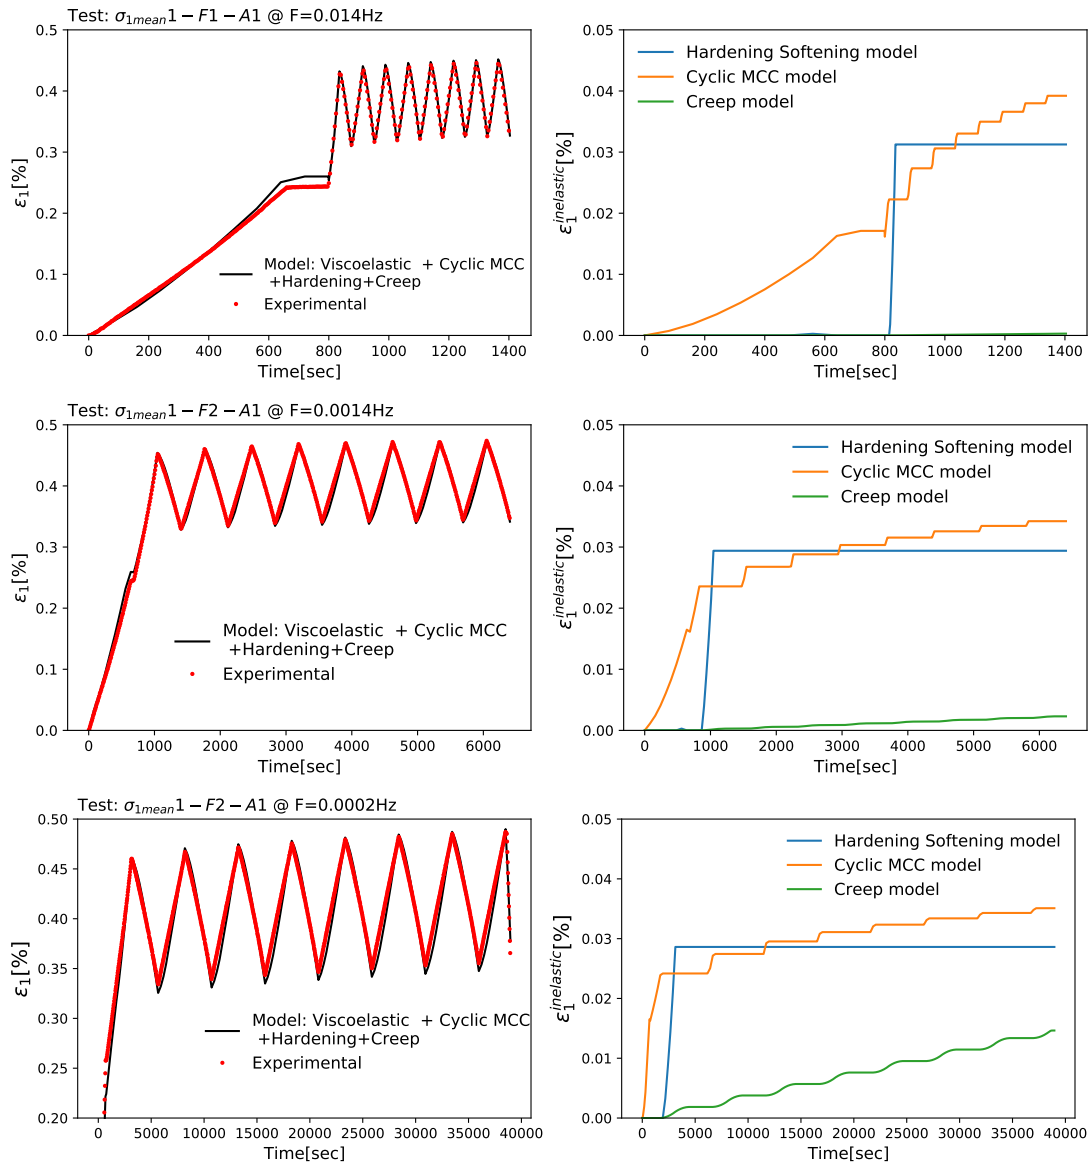 Test: σ1mean1 − F1 − A1 @ F=0.014Hz
0.5
0.4
0.3
0.2
0.1
0.0
ε1[%]
Model: Viscoelastic + Cyclic MCC
+Hardening+Creep
Experimental
0 200 400 600 800 1000 1200 1400
Time[sec]
0.05
0.04
0.03
0.02
0.01
0.00
ε1^inelastic[%]
Hardening Softening model
Cyclic MCC model
Creep model
0 200 400 600 800 1000 1200 1400
Time[sec]
Test: σ1mean1 − F2 − A1 @ F=0.0014Hz
0.5
0.4
0.3
0.2
0.1
0.0
ε1[%]
Model: Viscoelastic + Cyclic MCC
+Hardening+Creep
Experimental
0 1000 2000 3000 4000 5000 6000
Time[sec]
0.05
0.04
0.03
0.02
0.01
0.00
ε1^inelastic[%]
Hardening Softening model
Cyclic MCC model
Creep model
0 1000 2000 3000 4000 5000 6000
Time[sec]
Test: σ1mean1 − F2 − A1 @ F=0.0002Hz
0.50
0.45
0.40
0.35
0.30
0.25
0.20
ε1[%]
Model: Viscoelastic + Cyclic MCC
+Hardening+Creep
Experimental
0 5000 10000 15000 20000 25000 30000 35000 40000
Time[sec]
0.05
0.04
0.03
0.02
0.01
0.00
ε1^inelastic[%]
Hardening Softening model
Cyclic MCC model
Creep model
0 5000 10000 15000 20000 25000 30000 35000 40000
Time[sec]